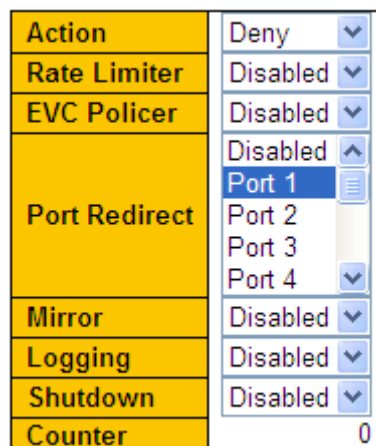 Action Deny
Rate Limiter Disabled
EVC Policer Disabled
Port Redirect Disabled
Port 1
Port 2
Port 3
Port 4
Mirror Disabled
Logging Disabled
Shutdown Disabled
Counter 0